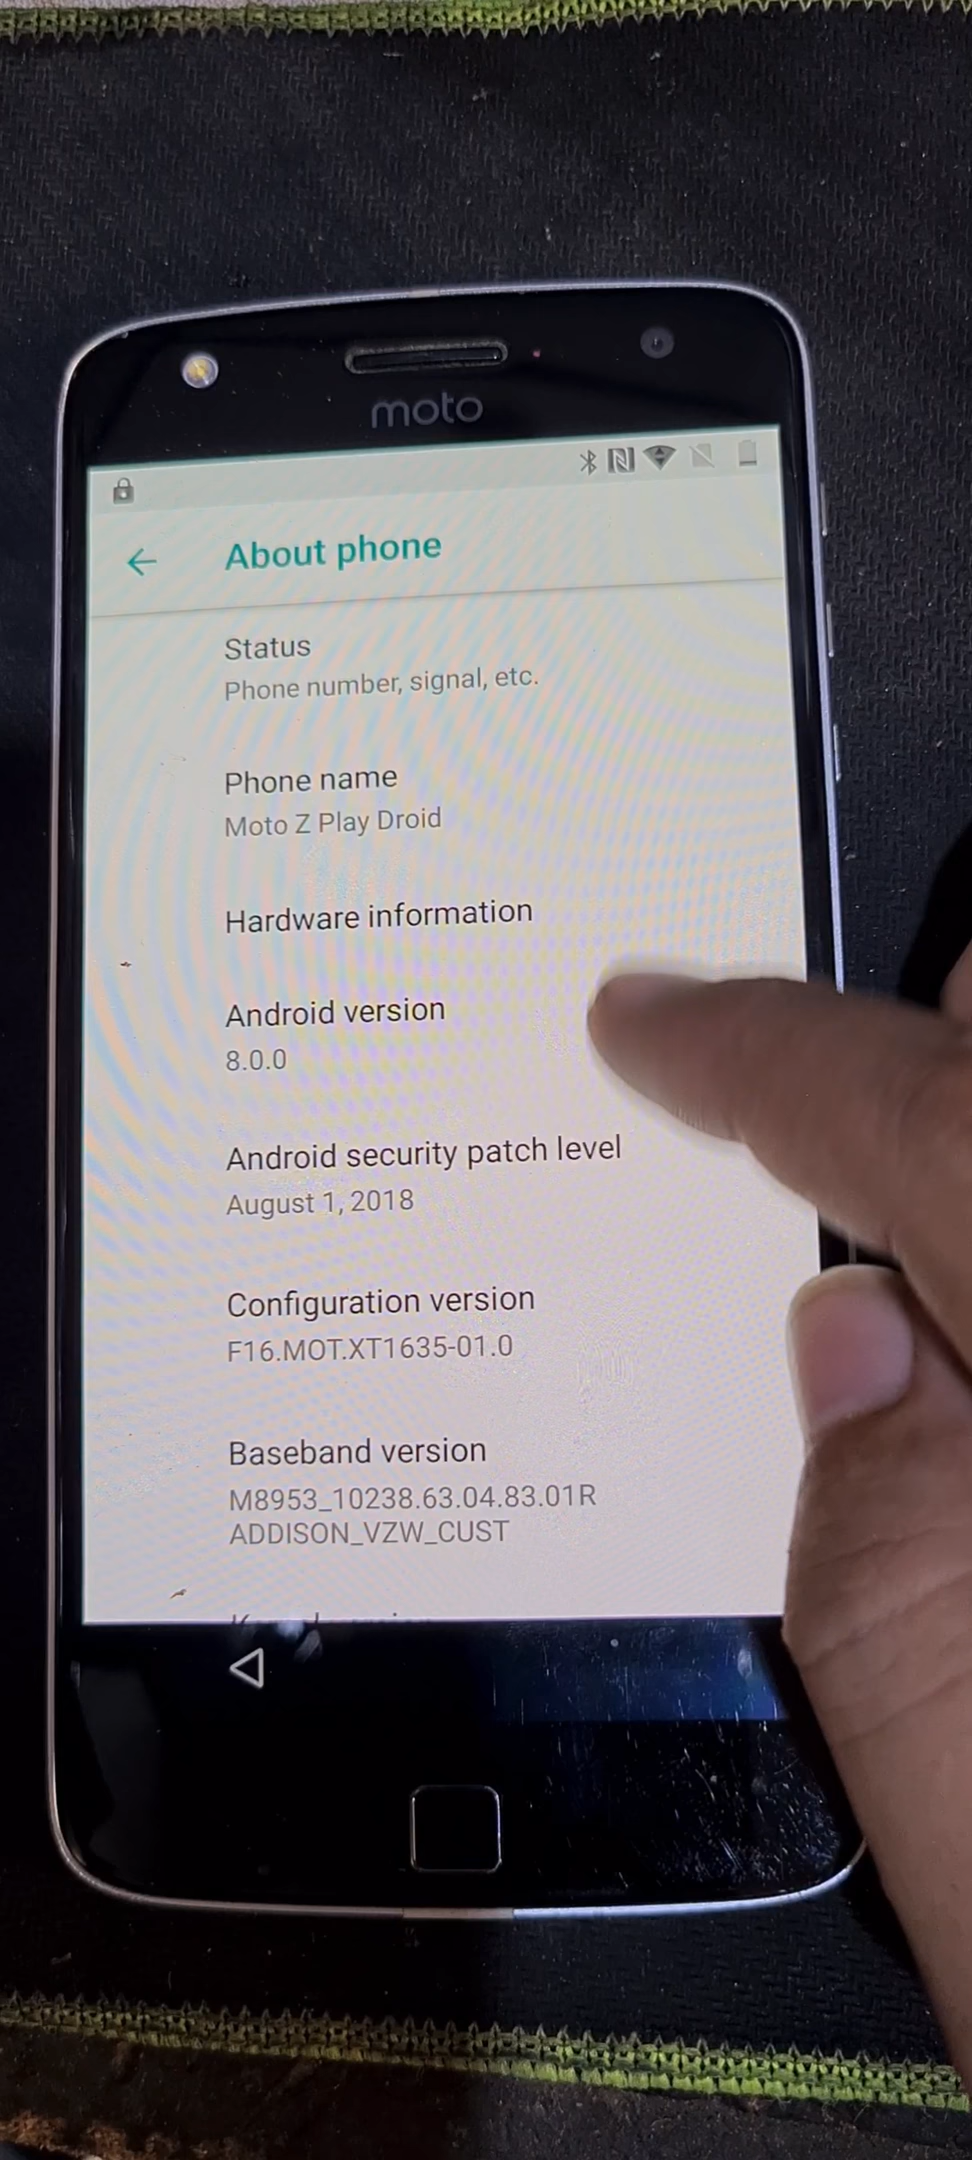 moto
About phone
Status
Phone number, signal, etc.
Phone name
Moto Z Play Droid
Hardware information
Android version
8.0.0
Android security patch level
August 1, 2018
Configuration version
F16.MOT.XT1635-01.0
Baseband version
M8953_10238.63.04.83.01R
ADDISON_VZW_CUST